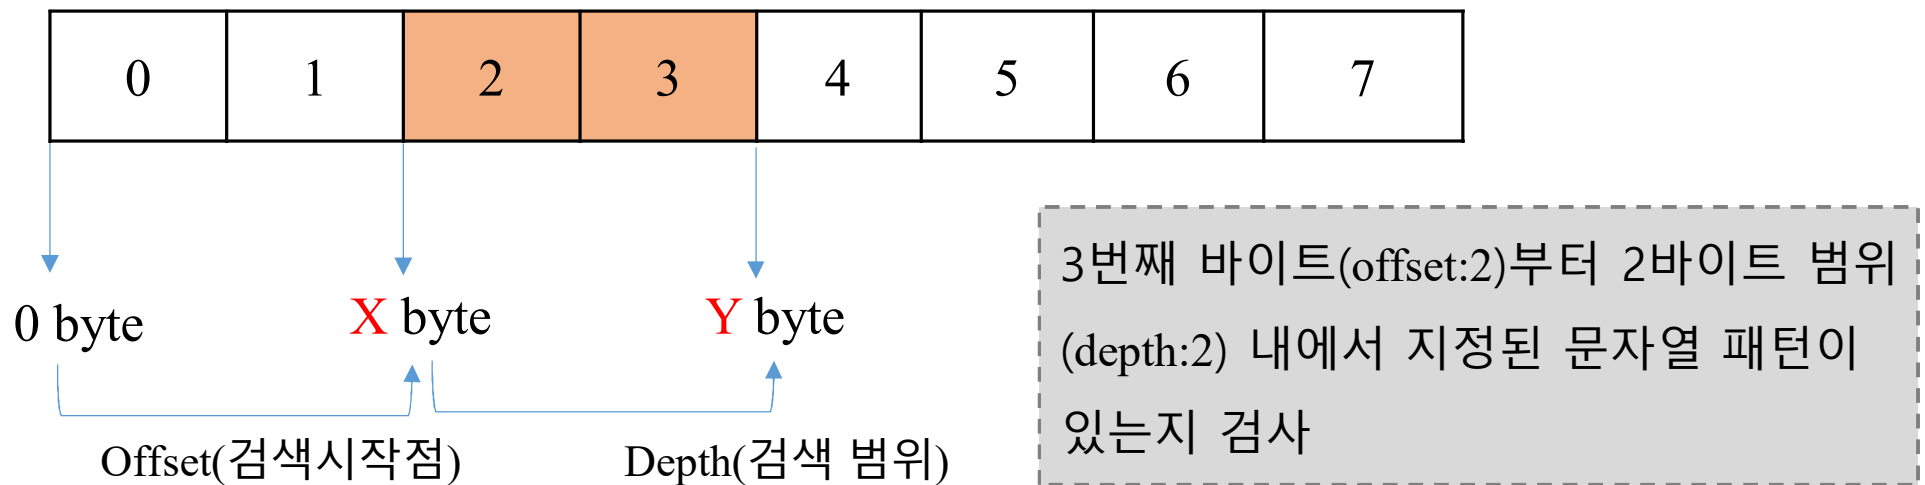 0 1 2 3 4 5 6 7
0 byte X byte Y byte
Offset(검색시작점) Depth(검색 범위)
3번째 바이트(offset:2)부터 2바이트 범위
(depth:2) 내에서 지정된 문자열 패턴이
있는지 검사